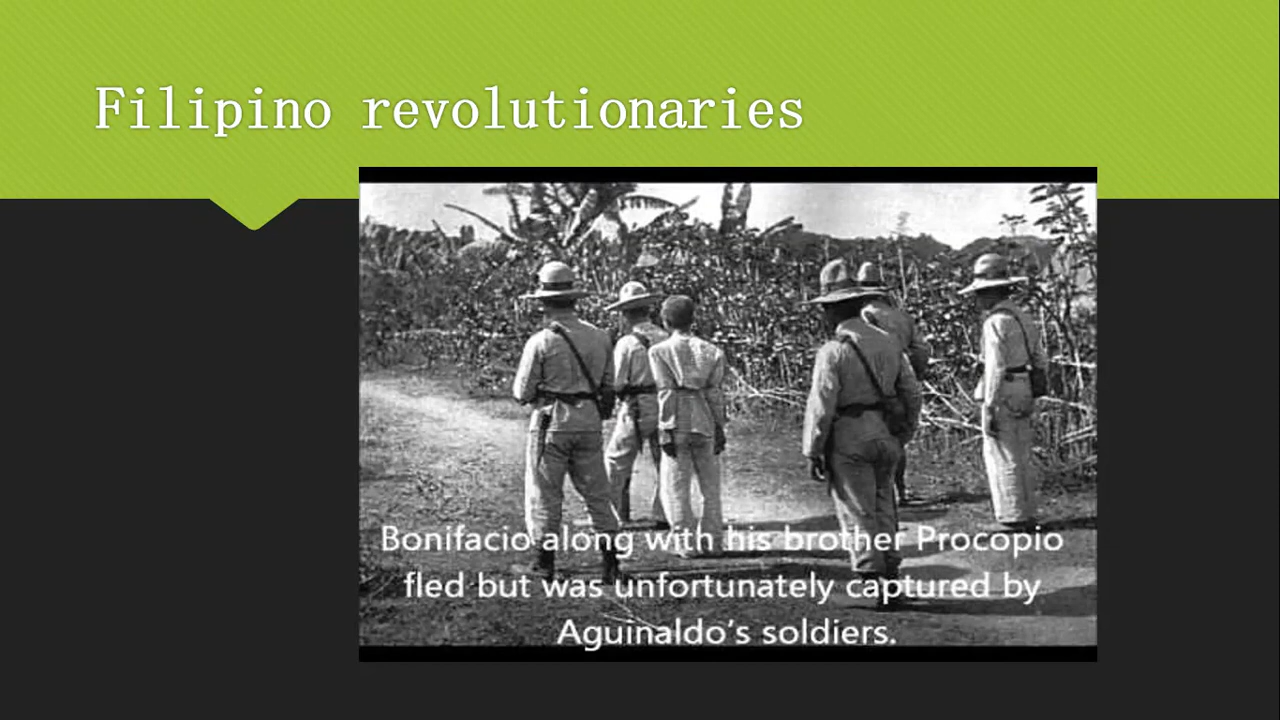 Filipino revolutionaries
Bonifacio along with his brother Procopio
fled but was unfortunately captured by
Aguinaldo's soldiers.